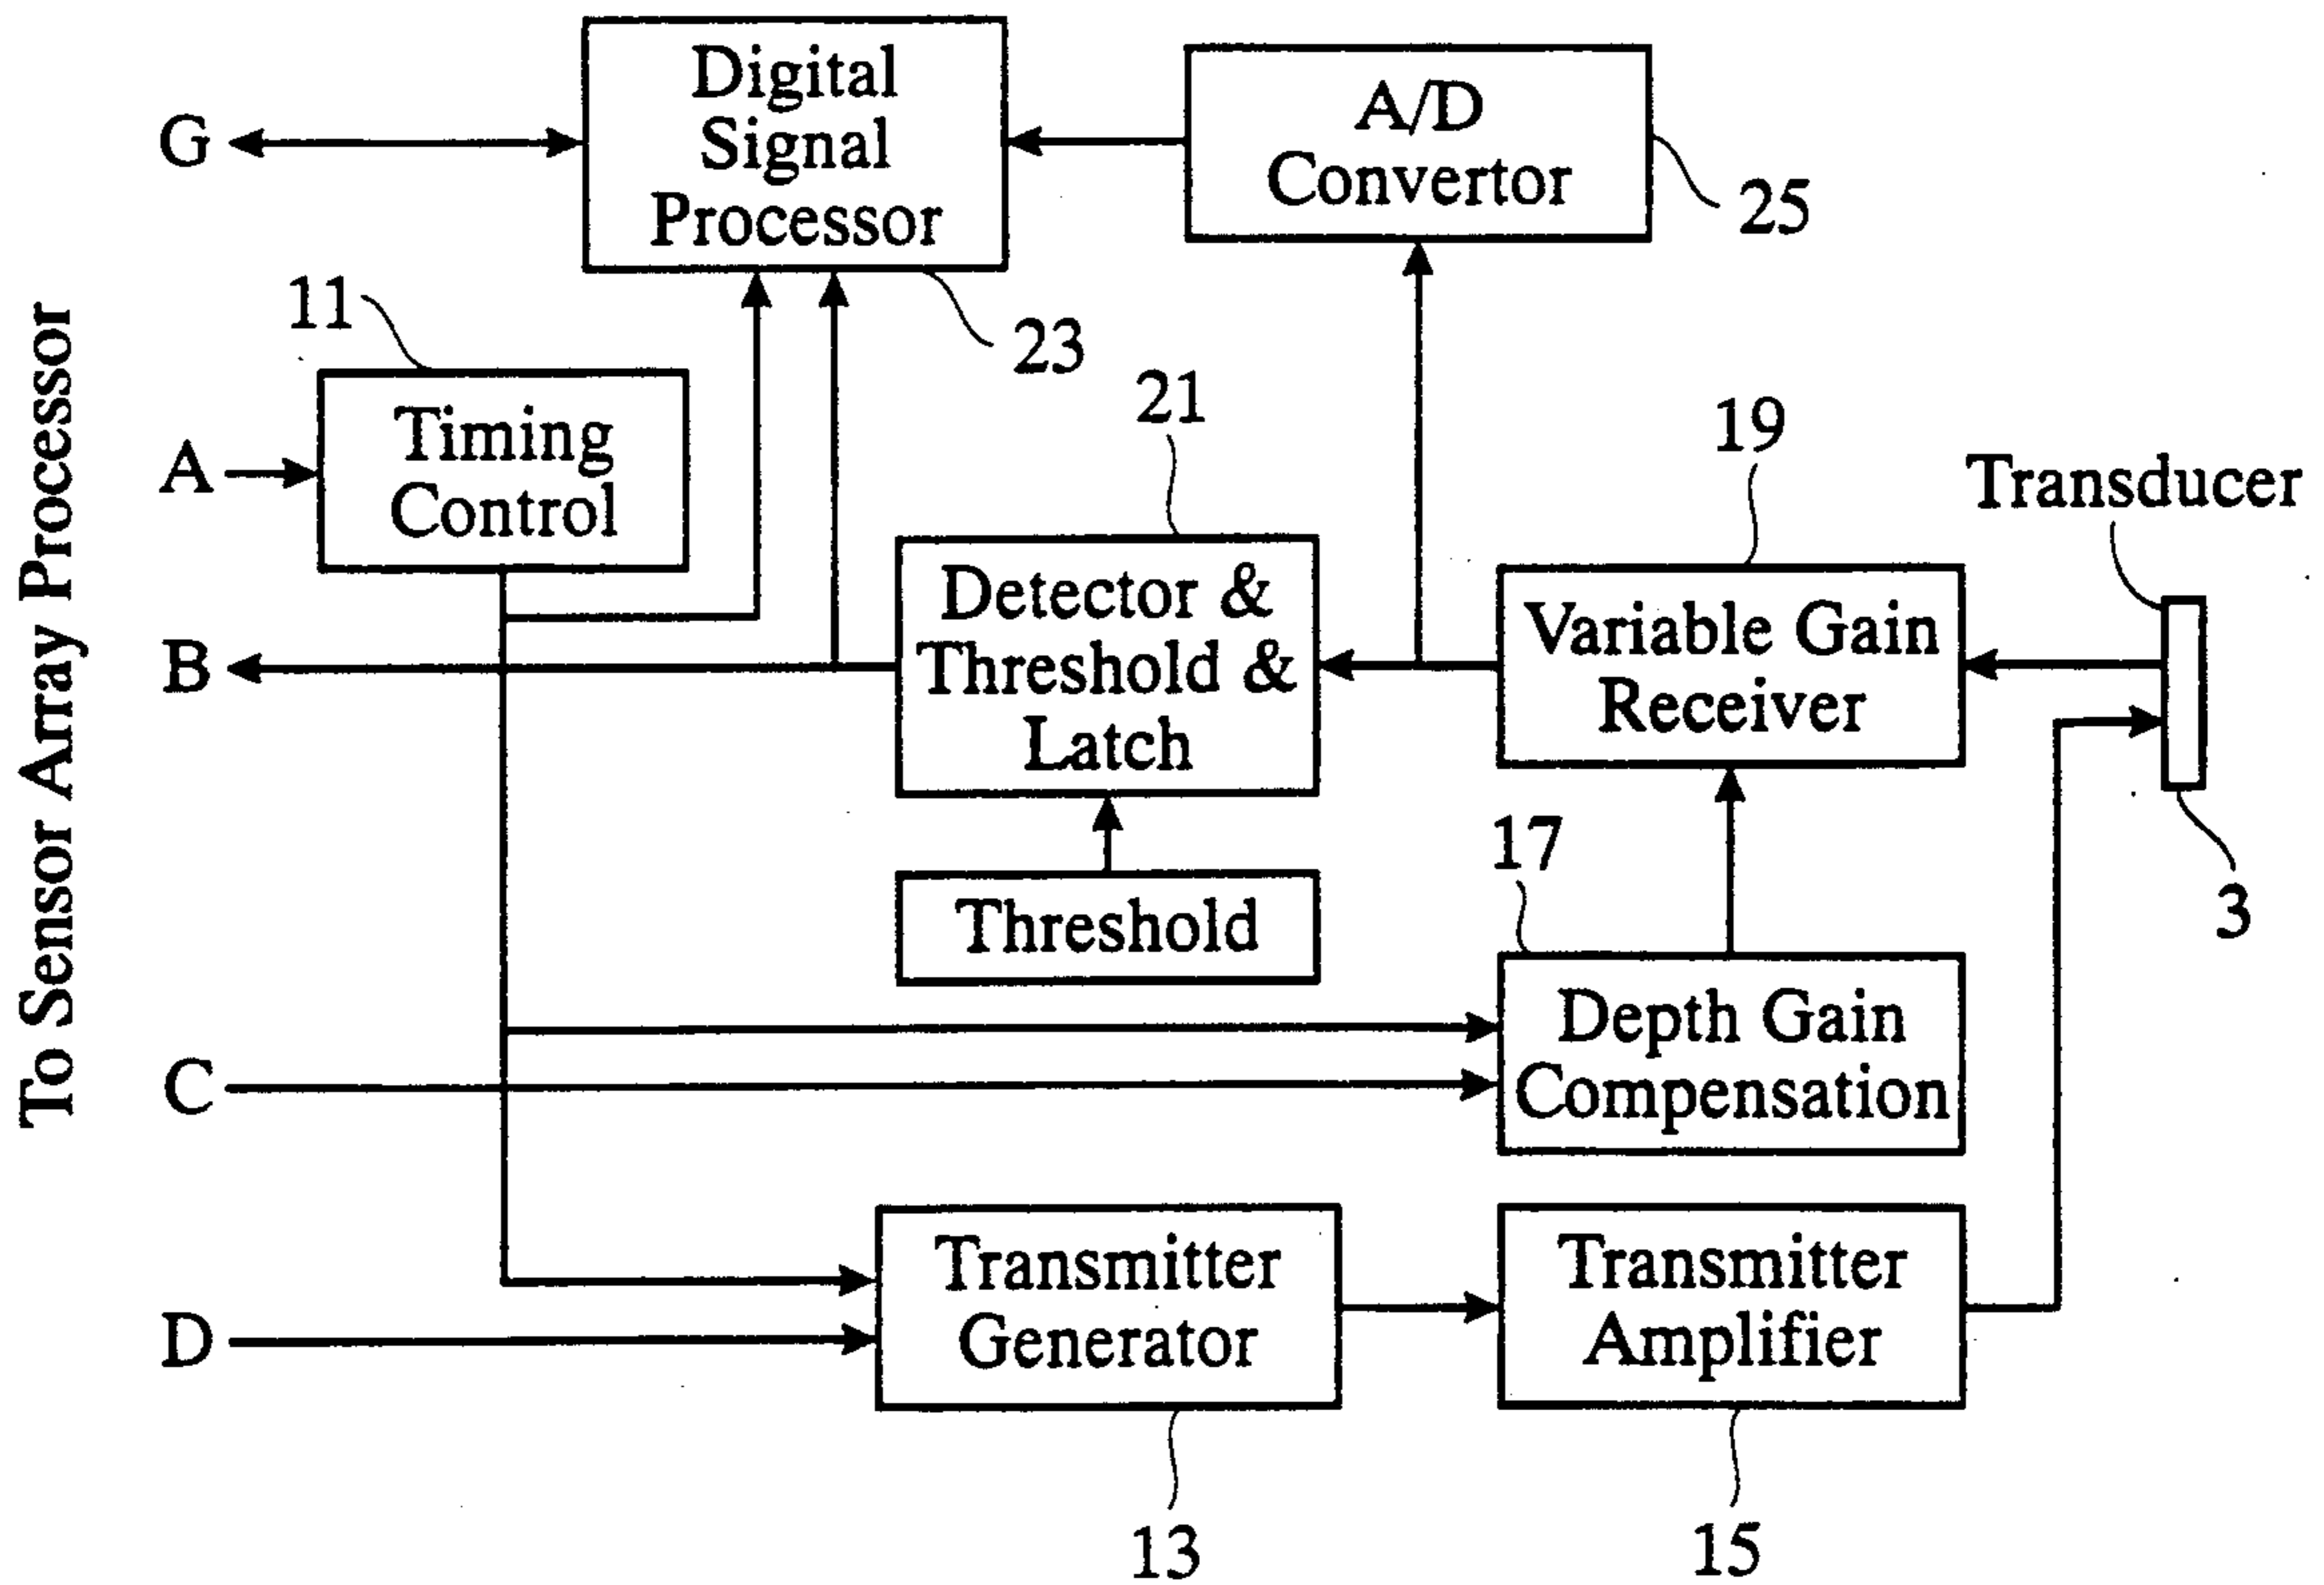 Digital
Signal
Processor
A/D
Convertor
G
25
11
23
To Sensor Array Processor
Timing
Control
A
21
19
Transducer
Detector &
Threshold &
Latch
Variable Gain
Receiver
B
17
3
Threshold
Depth Gain
Compensation
C
Transmitter
Generator
Transmitter
Amplifier
D
13
15